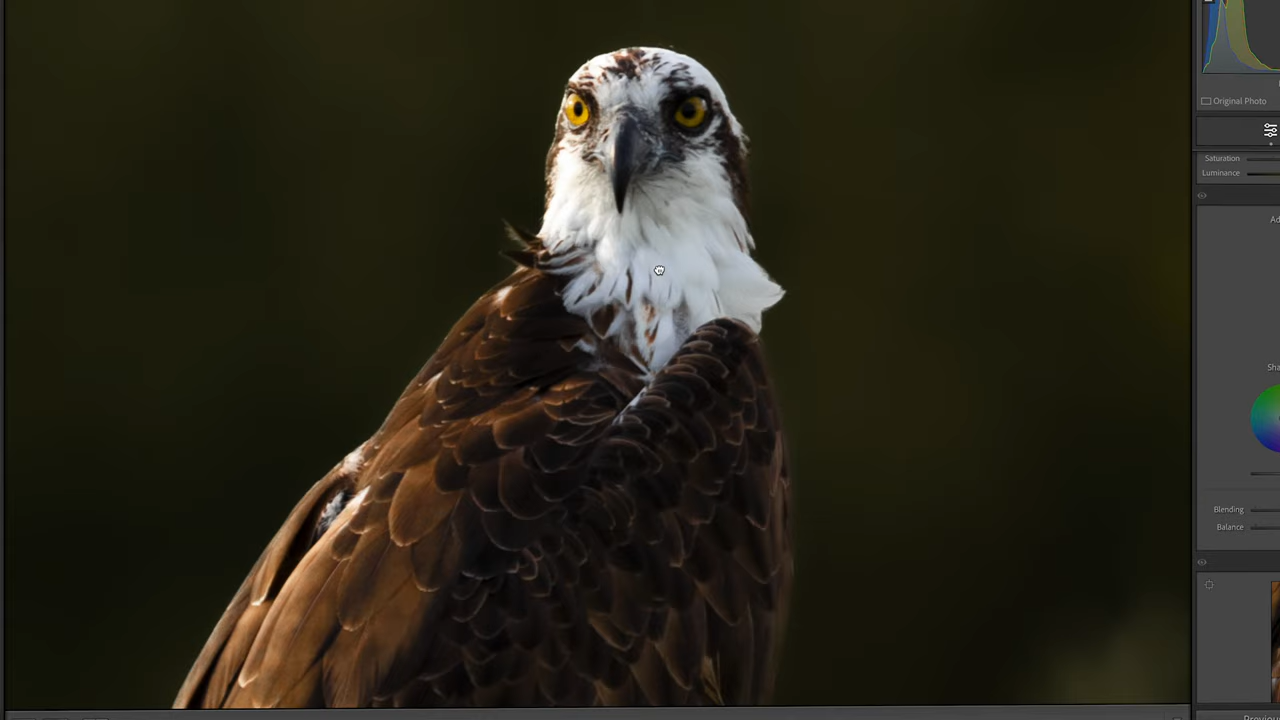 Original Photo
Saturation
Luminance
Blending
Balance